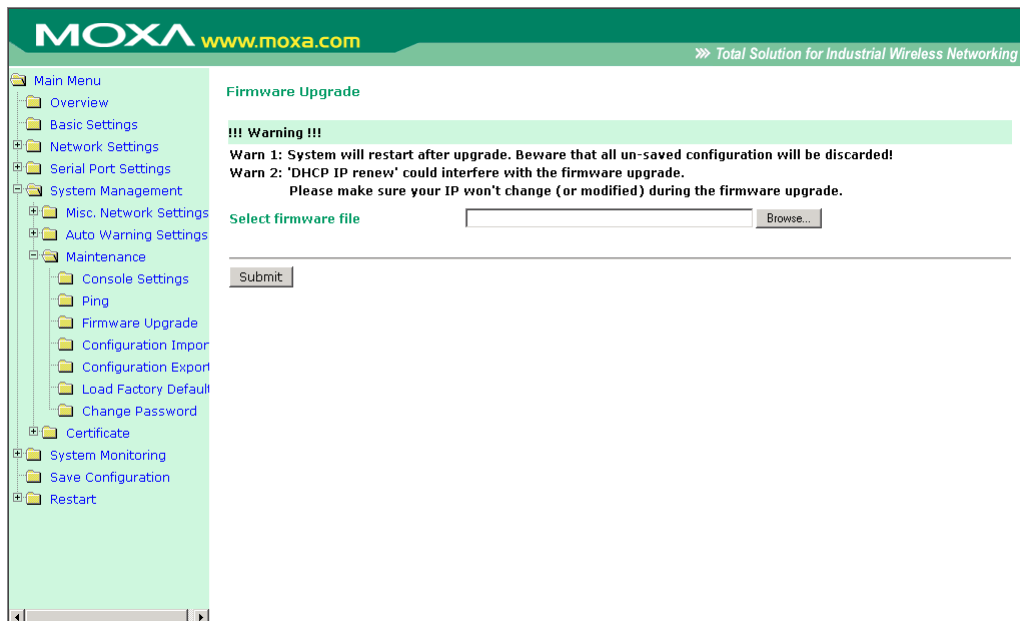 MOXA www.moxa.com
Total Solution for Industrial Wireless Networking
Main Menu
Overview
Basic Settings
Network Settings
Serial Port Settings
System Management
Misc. Network Settings
Auto Warning Settings
Maintenance
Console Settings
Ping
Firmware Upgrade
Configuration Impor
Configuration Export
Load Factory Default
Change Password
Certificate
System Monitoring
Save Configuration
Restart
Firmware Upgrade
!!! Warning !!!
Warn 1: System will restart after upgrade. Beware that all un-saved configuration will be discarded!
Warn 2: 'DHCP IP renew' could interfere with the firmware upgrade.
Please make sure your IP won't change (or modified) during the firmware upgrade.
Select firmware file
Browse...
Submit